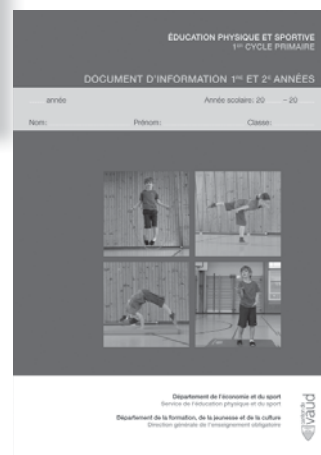 ÉDUCATION PHYSIQUE ET SPORTIVE
1ER CYCLE PRIMAIRE
DOCUMENT D'INFORMATION 1RE ET 2E ANNÉES
année Année scolaire: 20 – 20
Nom: Prénom: Classe:
Département de l'économie et du sport
Service de l'éducation physique et du sport
Département de la formation, de la jeunesse et de la culture
Direction générale de l'enseignement obligatoire
canton de
vaud